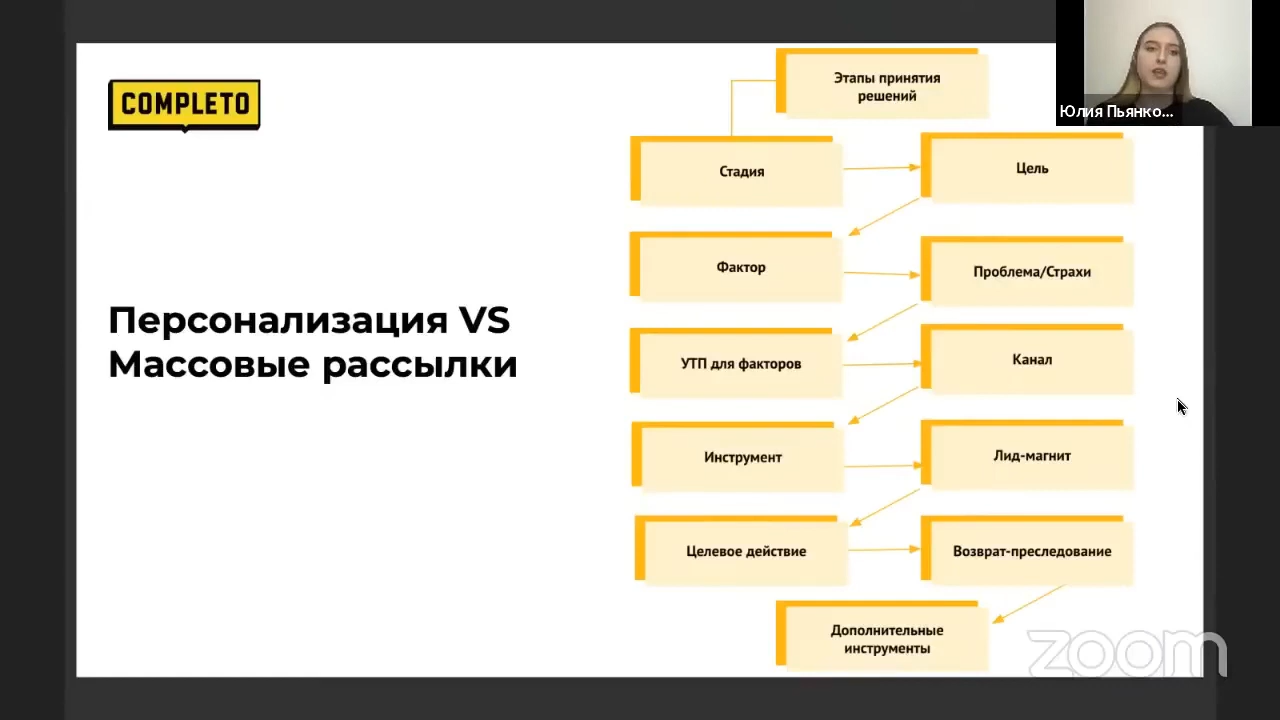 COMPLETO
Юлия Пьянко...
Этапы принятия
решений
Стадия
Цель
Фактор
Проблема/Страхи
Персонализация VS
Массовые рассылки
УТП для факторов
Канал
Инструмент
Лид-магнит
Целевое действие
Возврат-преследование
Дополнительные
инструменты
zoom